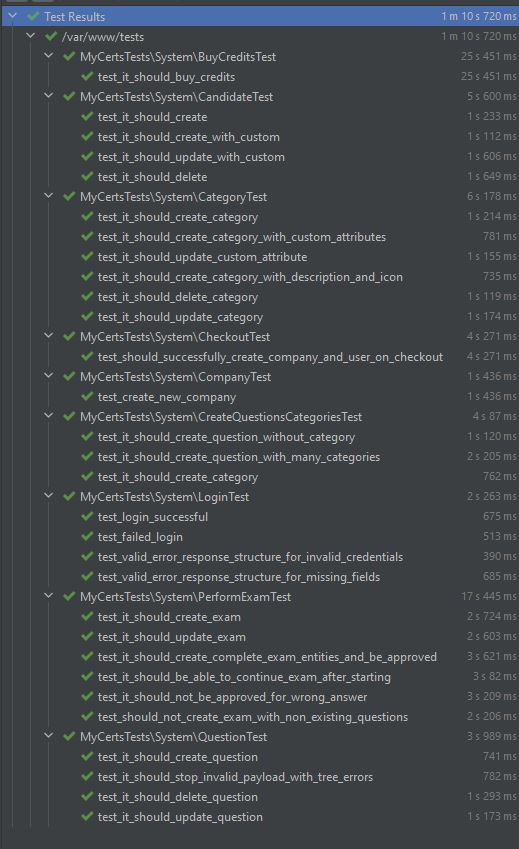 Test Results 1 m 10 s 720 ms
/var/www/tests 1 m 10 s 720 ms
MyCertsTests\System\BuyCreditsTest 25 s 451 ms
test_it_should_buy_credits 25 s 451 ms
MyCertsTests\System\CandidateTest 5 s 600 ms
test_it_should_create 1 s 233 ms
test_it_should_create_with_custom 1 s 112 ms
test_it_should_update_with_custom 1 s 606 ms
test_it_should_delete 1 s 649 ms
MyCertsTests\System\CategoryTest 6 s 178 ms
test_it_should_create_category 1 s 214 ms
test_it_should_create_category_with_custom_attributes 781 ms
test_it_should_update_custom_attribute 1 s 155 ms
test_it_should_create_category_with_description_and_icon 735 ms
test_it_should_delete_category 1 s 119 ms
test_it_should_update_category 1 s 174 ms
MyCertsTests\System\CheckoutTest 4 s 271 ms
test_should_successfully_create_company_and_user_on_checkout 4 s 271 ms
MyCertsTests\System\CompanyTest 1 s 436 ms
test_create_new_company 1 s 436 ms
MyCertsTests\System\CreateQuestionsCategoriesTest 4 s 87 ms
test_it_should_create_question_without_category 1 s 120 ms
test_it_should_create_question_with_many_categories 2 s 205 ms
test_it_should_create_category 762 ms
MyCertsTests\System\LoginTest 2 s 263 ms
test_login_successful 675 ms
test_failed_login 513 ms
test_valid_error_response_structure_for_invalid_credentials 390 ms
test_valid_error_response_structure_for_missing_fields 685 ms
MyCertsTests\System\PerformExamTest 17 s 445 ms
test_it_should_create_exam 2 s 724 ms
test_it_should_update_exam 2 s 603 ms
test_it_should_create_complete_exam_entities_and_be_approved 3 s 621 ms
test_it_should_be_able_to_continue_exam_after_starting 3 s 82 ms
test_it_should_not_be_approved_for_wrong_answer 3 s 209 ms
test_should_not_create_exam_with_non_existing_questions 2 s 206 ms
MyCertsTests\System\QuestionTest 3 s 989 ms
test_it_should_create_question 741 ms
test_it_should_stop_invalid_payload_with_tree_errors 782 ms
test_it_should_delete_question 1 s 293 ms
test_it_should_update_question 1 s 173 ms